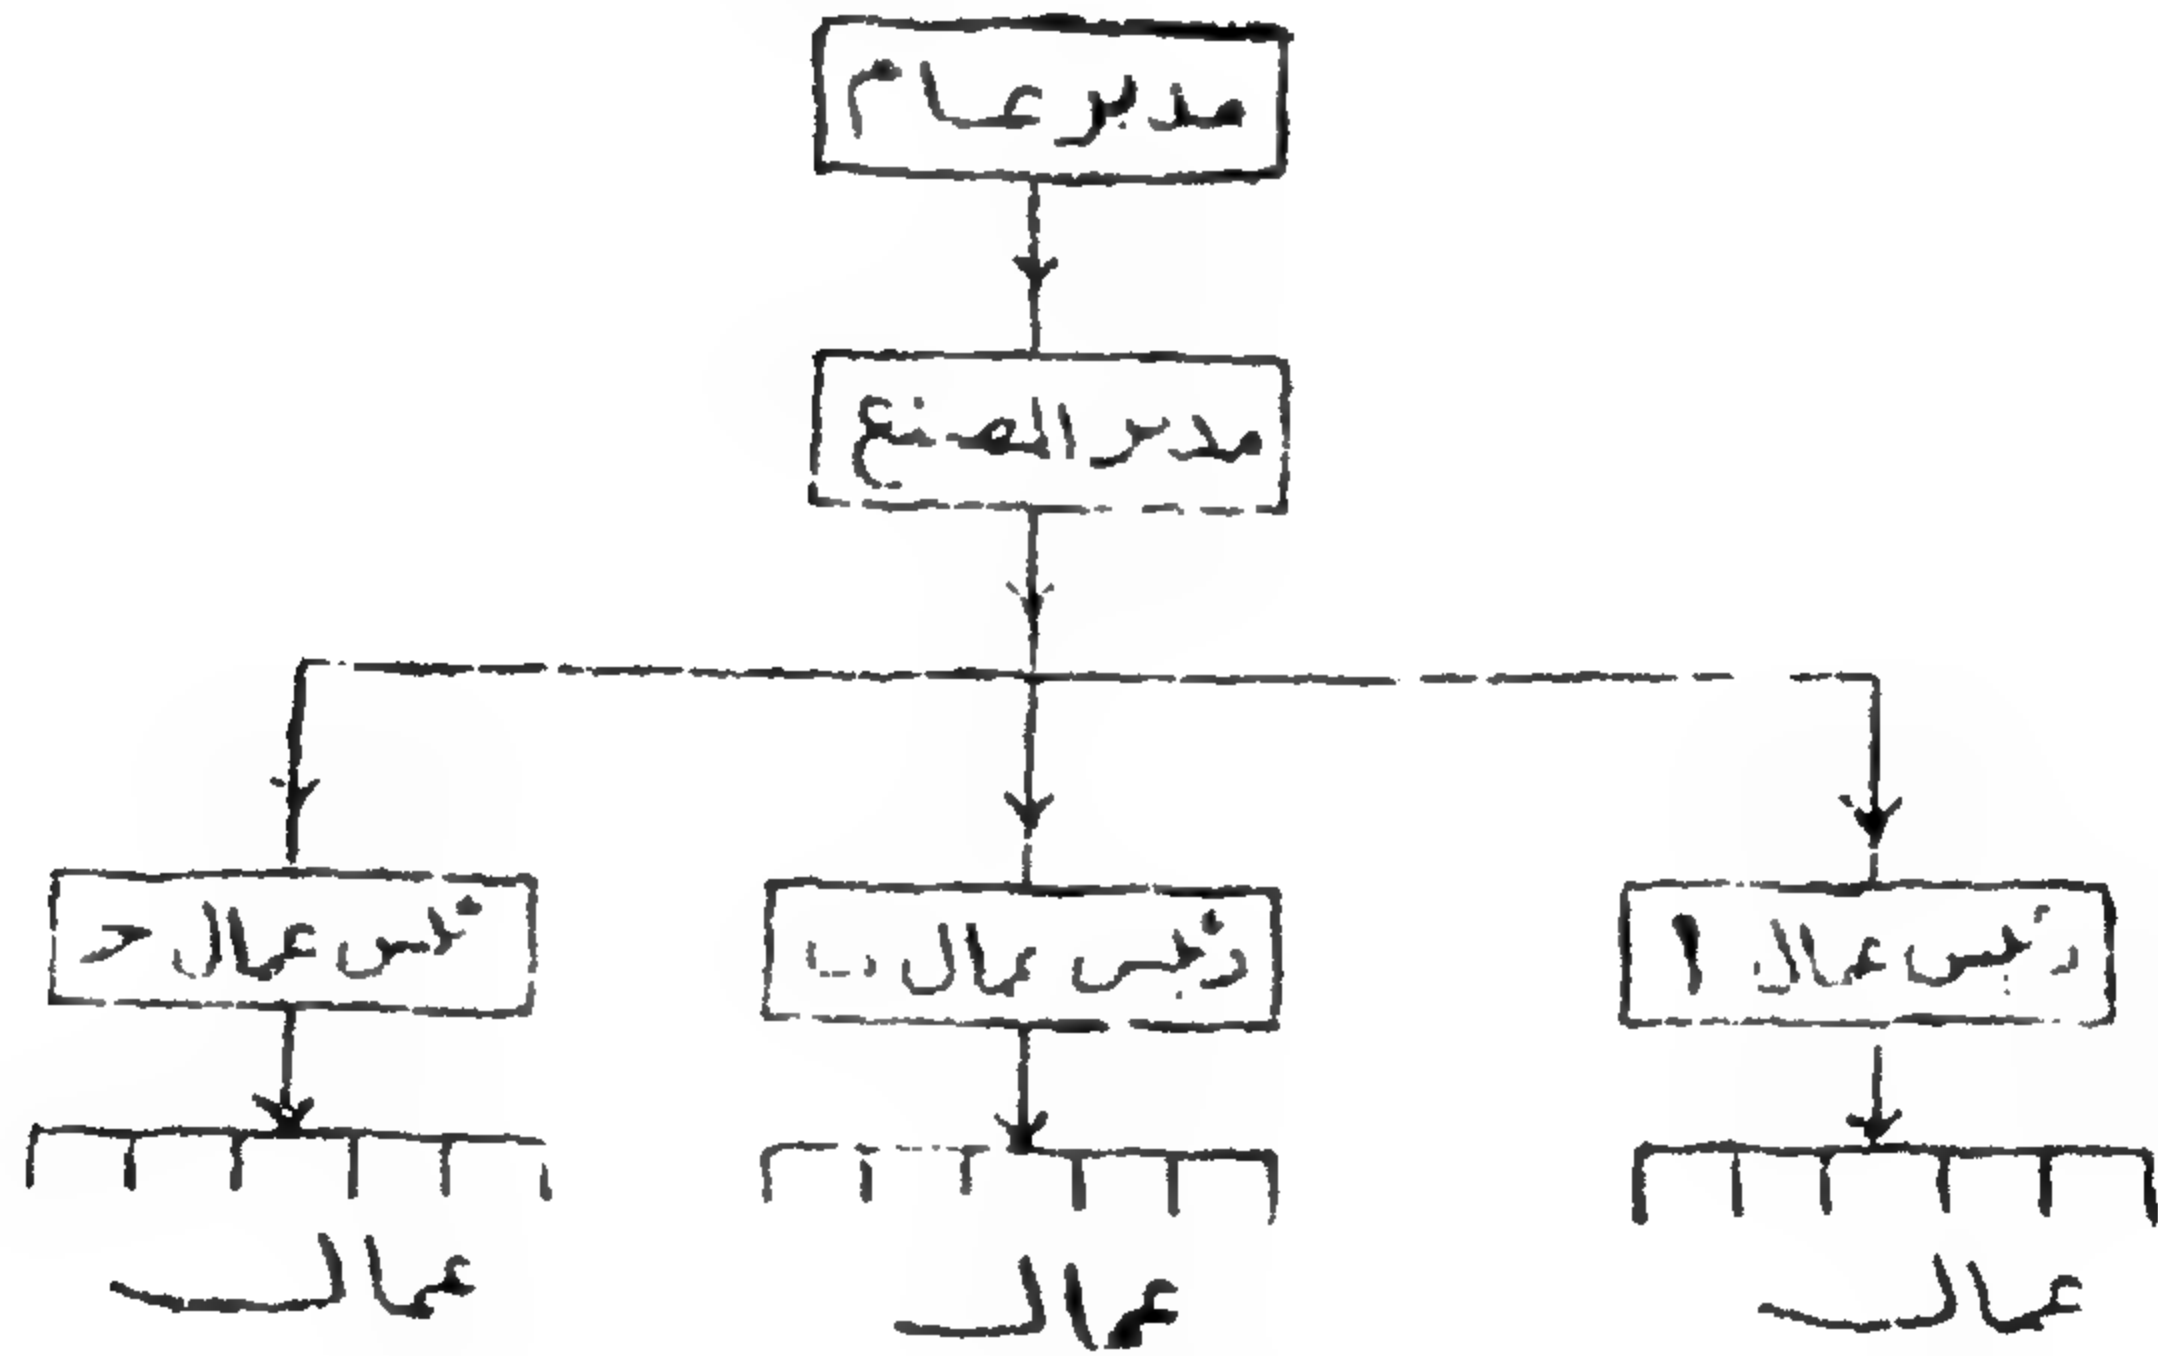 مدير عام
مدير المصنع
رئيس عمال ا
رئيس عمال ب
رئيس عمال ح
عمال
عمال
عمال